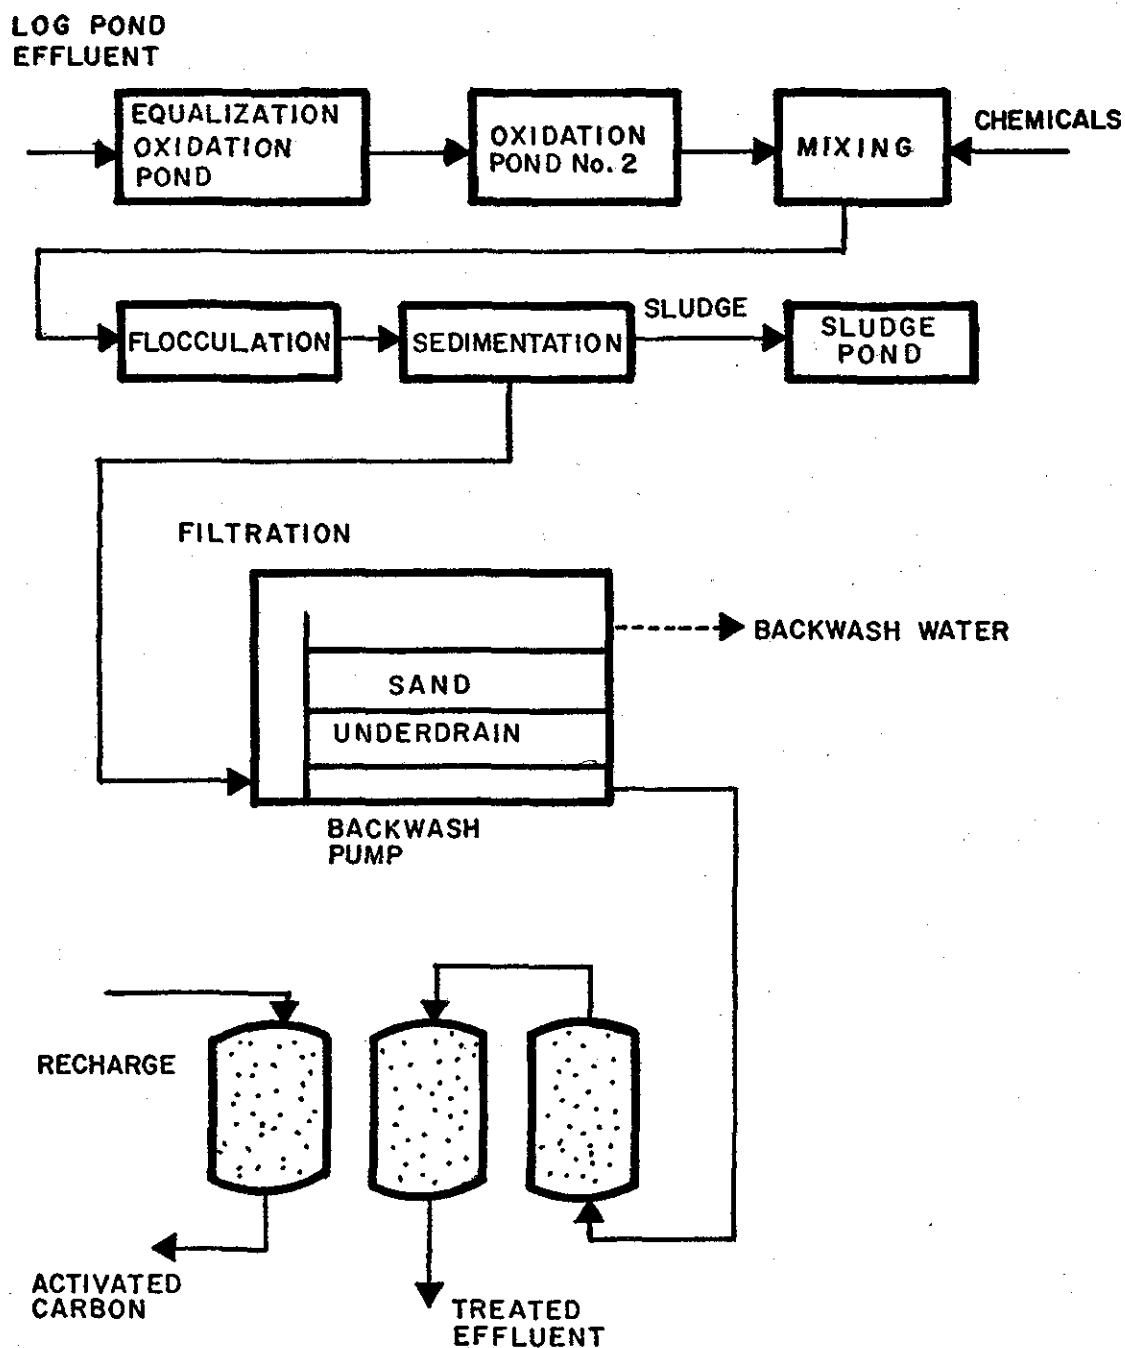 LOG POND
EFFLUENT
EQUALIZATION
OXIDATION
POND
OXIDATION
POND No. 2
MIXING
CHEMICALS
FLOCCULATION
SEDIMENTATION
SLUDGE
SLUDGE
POND
FILTRATION
BACKWASH WATER
SAND
UNDERDRAIN
BACKWASH
PUMP
RECHARGE
ACTIVATED
CARBON
TREATED
EFFLUENT